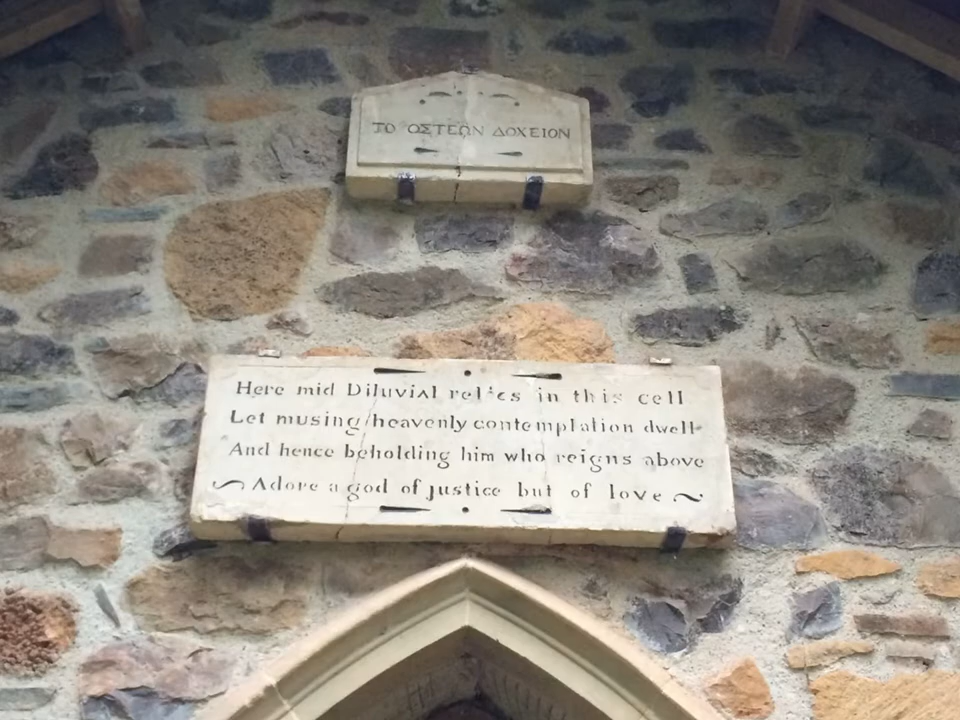 ΤΟ ΩΣΤΕΩΝ ΔΟΧΕΙΟΝ
Here mid Diluvial relics in this cell
Let musing heavenly contemplation dwell
And hence beholding him who reigns above
Adore a god of justice but of love